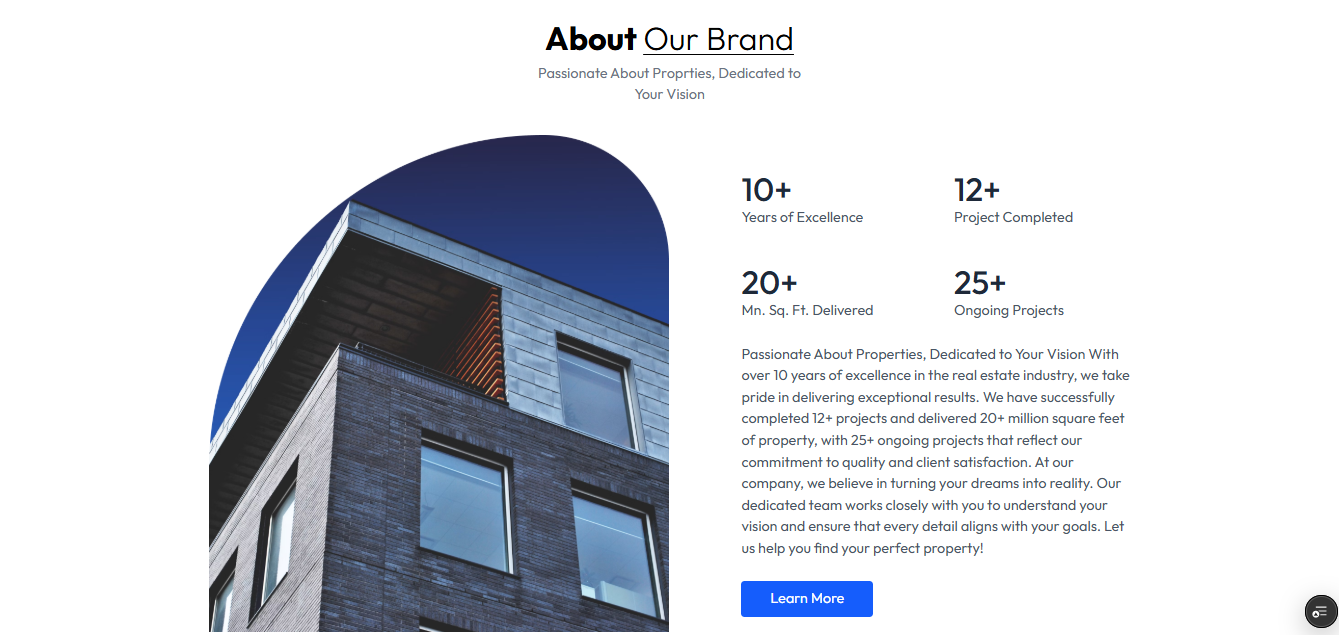 About Our Brand
Passionate About Proprties, Dedicated to
Your Vision
10+
Years of Excellence
12+
Project Completed
20+
Mn. Sq. Ft. Delivered
25+
Ongoing Projects
Passionate About Properties, Dedicated to Your Vision With
over 10 years of excellence in the real estate industry, we take
pride in delivering exceptional results. We have successfully
completed 12+ projects and delivered 20+ million square feet
of property, with 25+ ongoing projects that reflect our
commitment to quality and client satisfaction. At our
company, we believe in turning your dreams into reality. Our
dedicated team works closely with you to understand your
vision and ensure that every detail aligns with your goals. Let
us help you find your perfect property!
Learn More